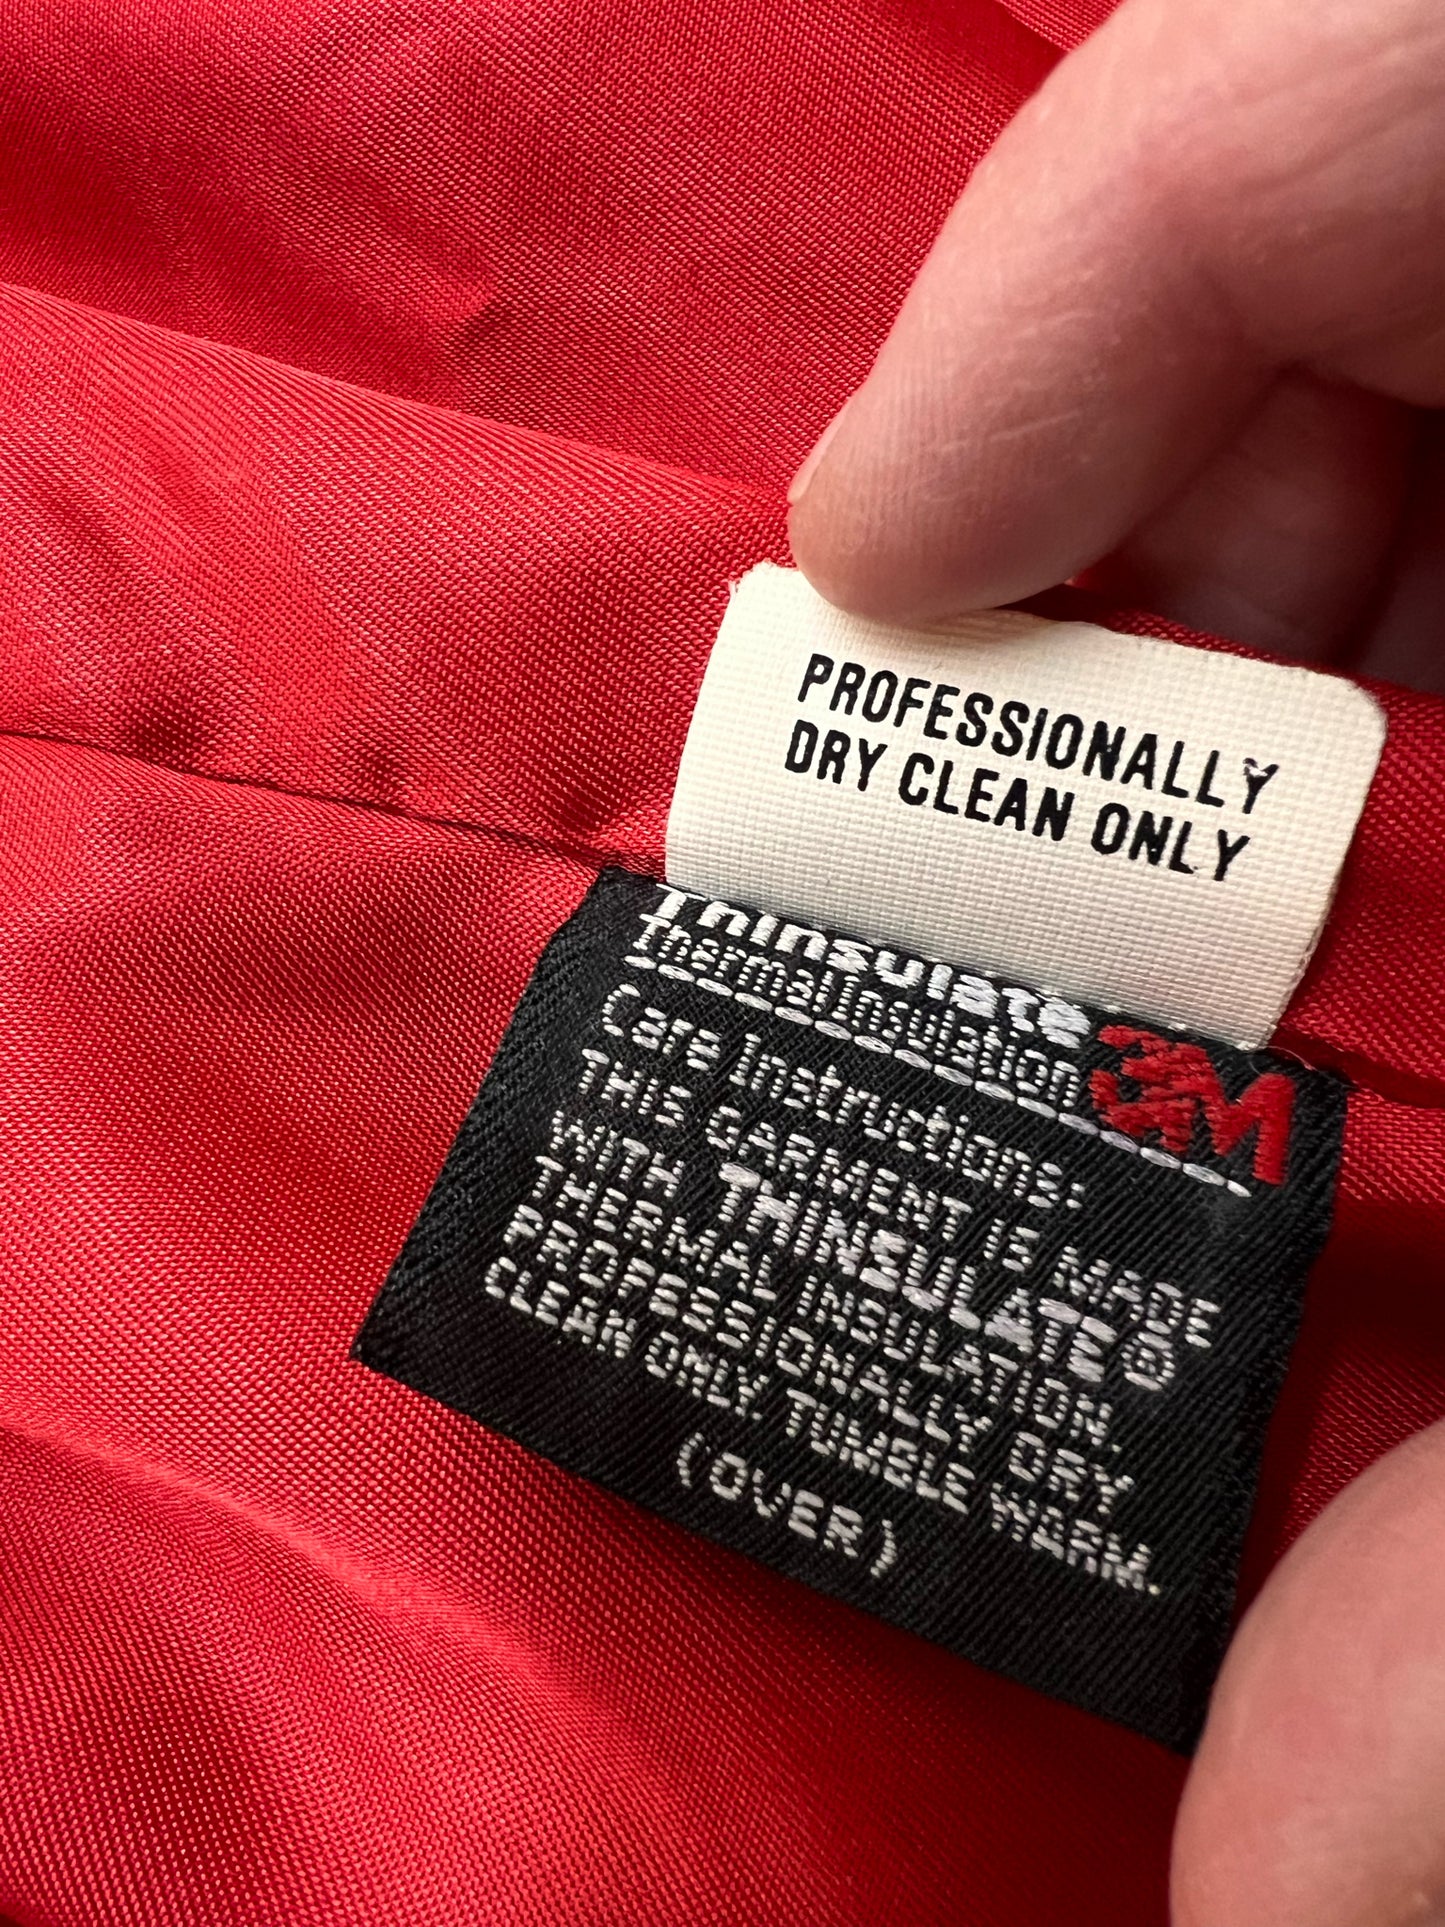 PROFESSIONALLY
DRY CLEAN ONLY
Thinsulate
Thermal Insulation 3M
Care Instructions:
THIS GARMENT IS MADE
WITH THINSULATE®
THERMAL INSULATION.
PROFESSIONALLY DRY
CLEAN ONLY. TUMBLE WARM.
(OVER)